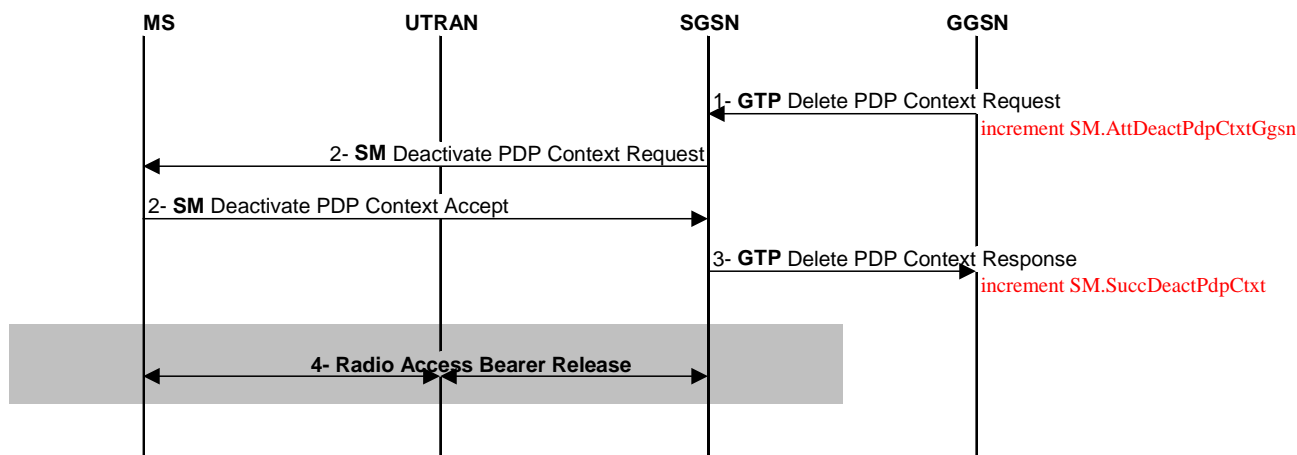 MS UTRAN SGSN GGSN
1- GTP Delete PDP Context Request
increment SM.AttDeactPdpCtxtGgsn
2- SM Deactivate PDP Context Request
2- SM Deactivate PDP Context Accept
3- GTP Delete PDP Context Response
increment SM.SuccDeactPdpCtxt
4- Radio Access Bearer Release